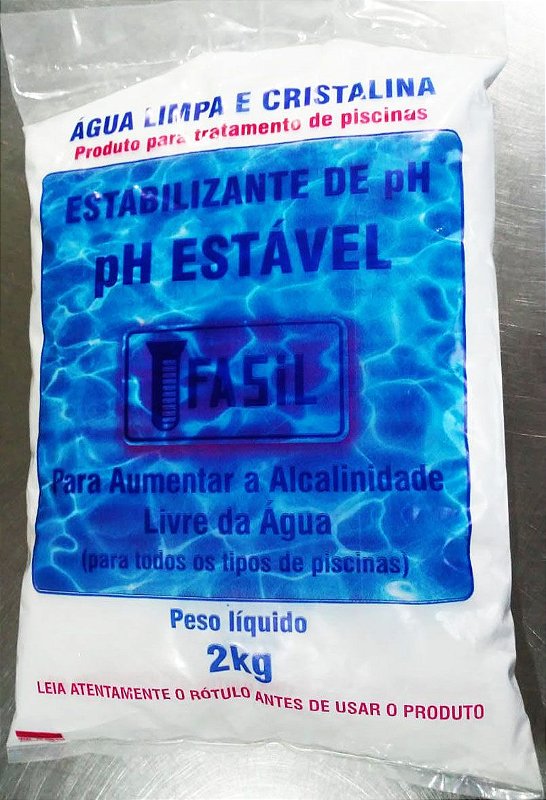 ÁGUA LIMPA E CRISTALINA
Produto para tratamento de piscinas
ESTABILIZANTE DE pH
pH ESTÁVEL
FASiL
Para Aumentar a Alcalinidade
Livre da Água
(para todos os tipos de piscinas)
Peso líquido
2kg
LEIA ATENTAMENTE O RÓTULO ANTES DE USAR O PRODUTO